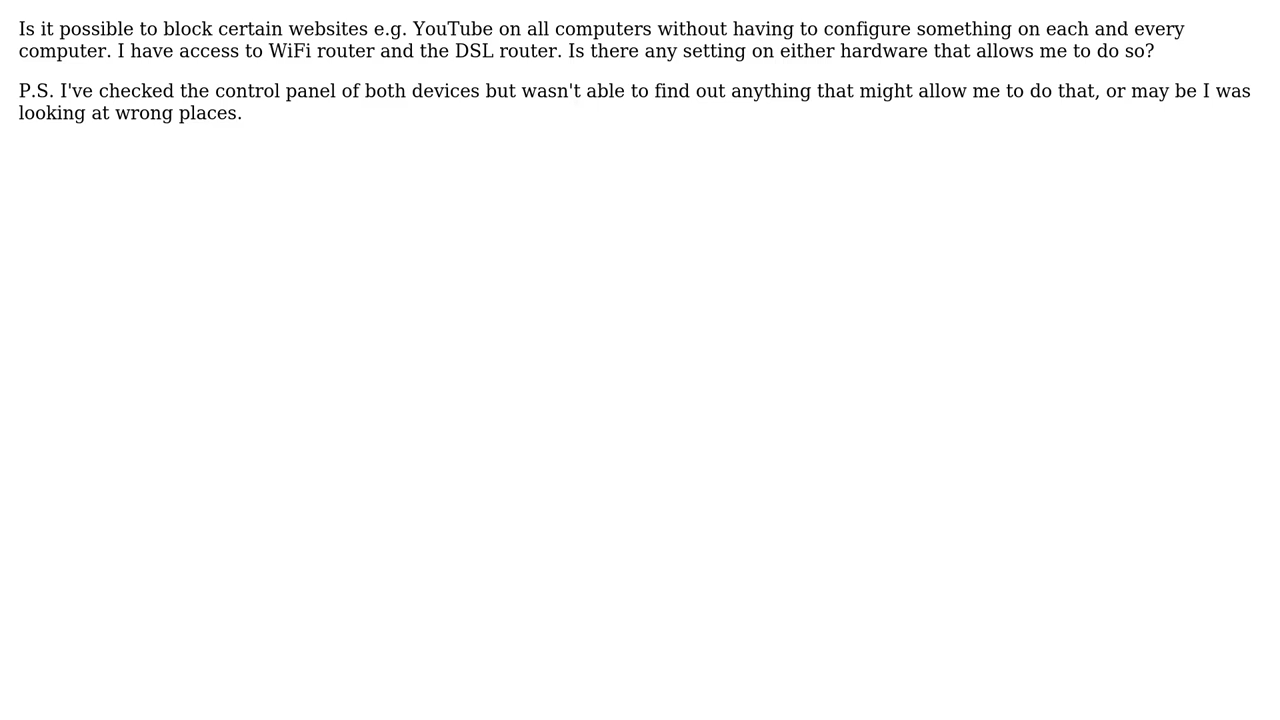 Is it possible to block certain websites e.g. YouTube on all computers without having to configure something on each and every
computer. I have access to WiFi router and the DSL router. Is there any setting on either hardware that allows me to do so?
P.S. I've checked the control panel of both devices but wasn't able to find out anything that might allow me to do that, or may be I was
looking at wrong places.